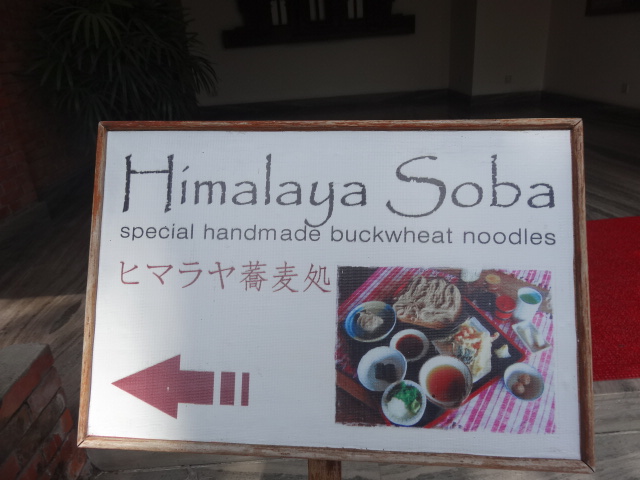 Himalaya Soba
special handmade buckwheat noodles
ヒマラヤ蕎麦処